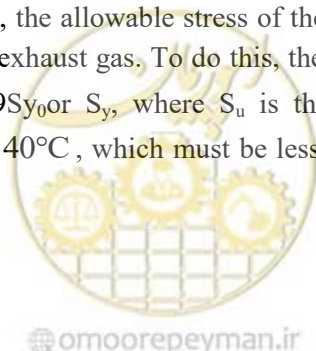 , the allowable stress of the
exhaust gas. To do this, the
9Sy₀or Sᵧ, where Sᵤ is th
40°C , which must be less
omoorepeyman.ir